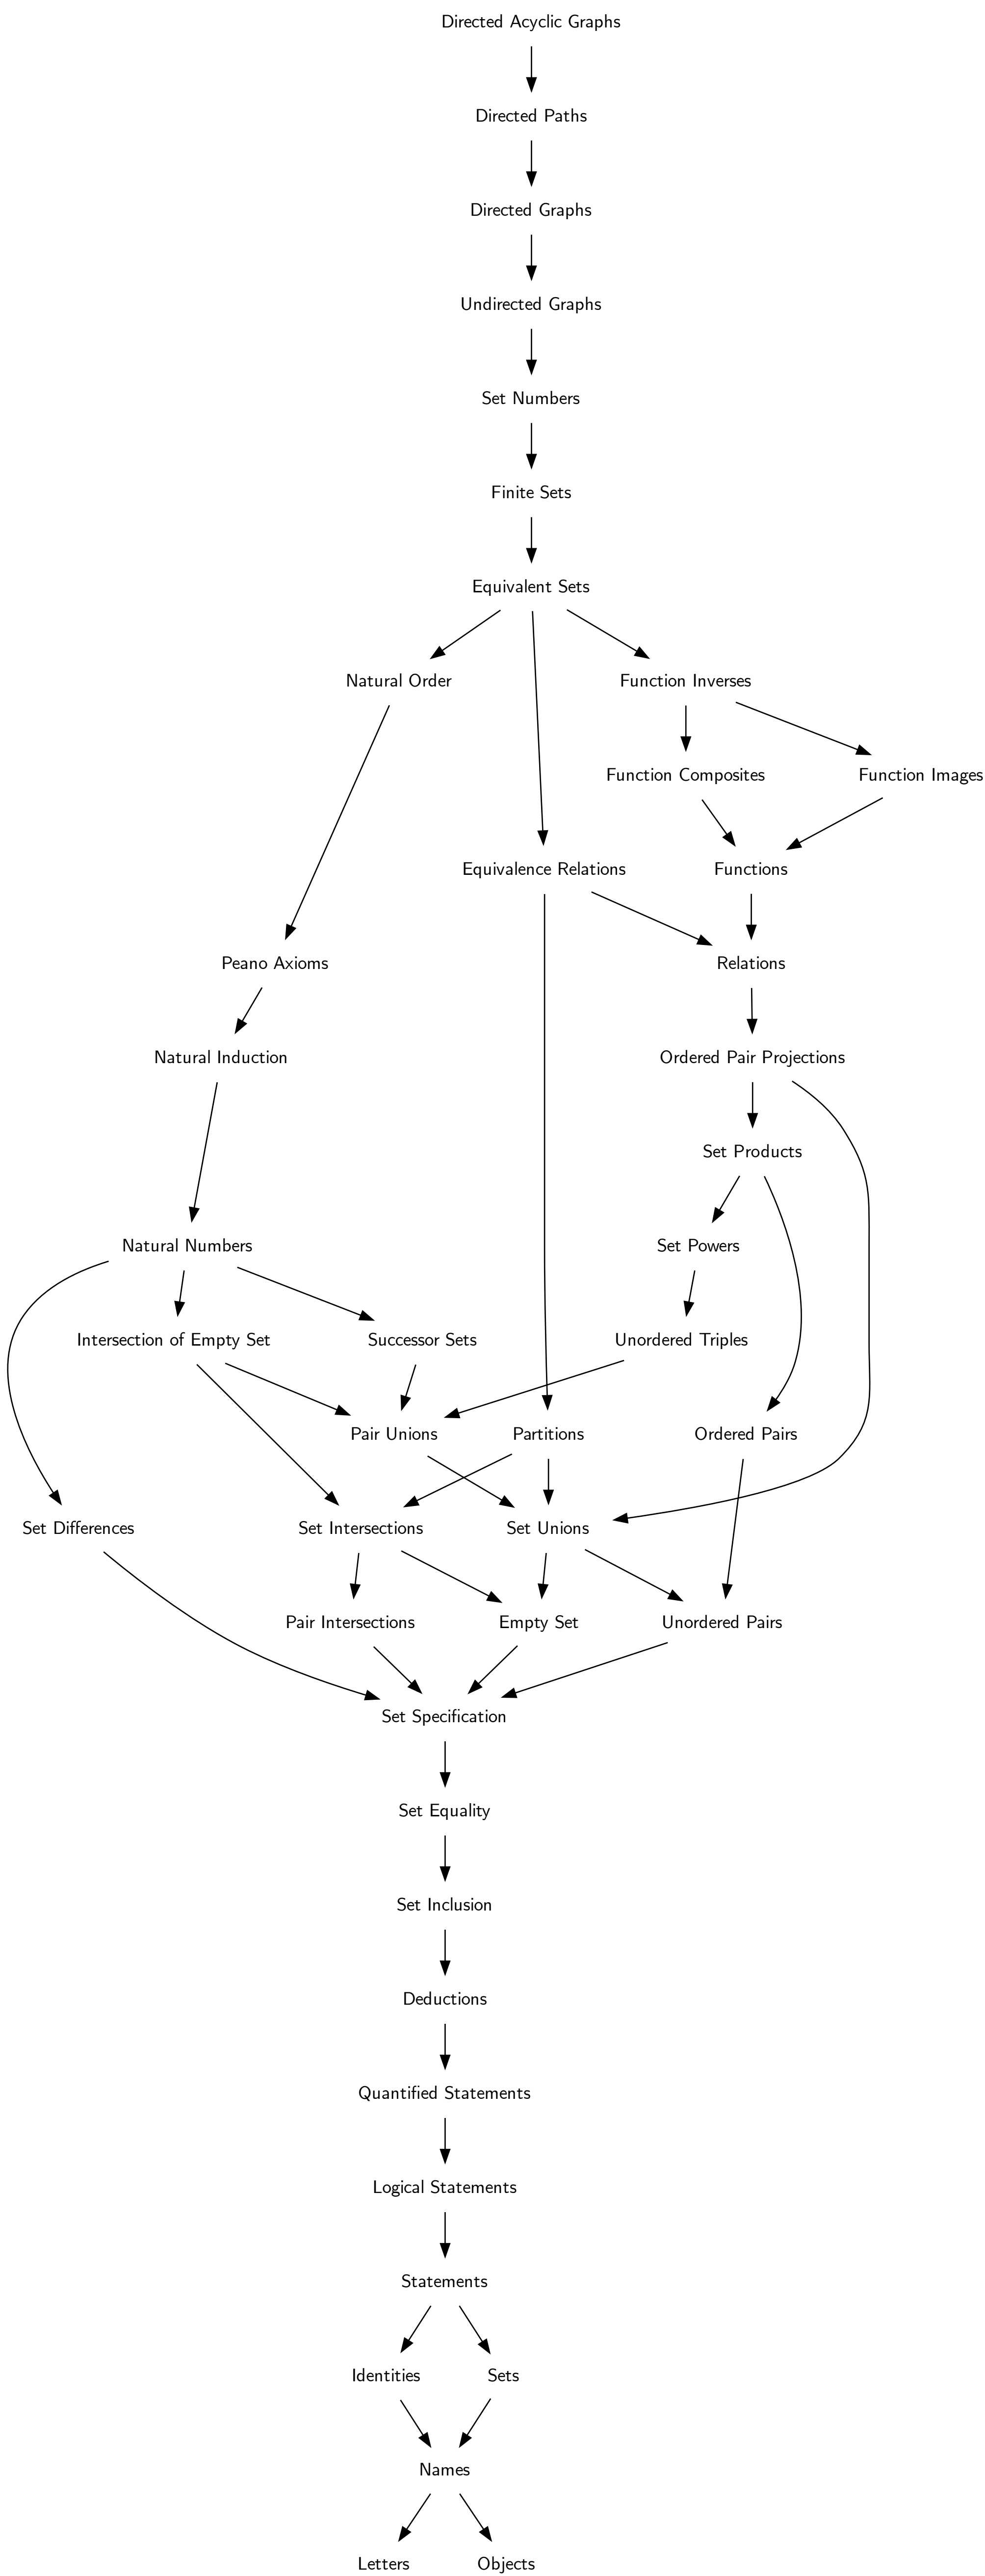 Directed Acyclic Graphs
Directed Paths
Directed Graphs
Undirected Graphs
Set Numbers
Finite Sets
Equivalent Sets
Natural Order
Function Inverses
Function Composites
Function Images
Equivalence Relations
Functions
Peano Axioms
Relations
Natural Induction
Ordered Pair Projections
Set Products
Natural Numbers
Set Powers
Intersection of Empty Set
Successor Sets
Unordered Triples
Pair Unions
Partitions
Ordered Pairs
Set Differences
Set Intersections
Set Unions
Pair Intersections
Empty Set
Unordered Pairs
Set Specification
Set Equality
Set Inclusion
Deductions
Quantified Statements
Logical Statements
Statements
Identities
Sets
Names
Letters
Objects